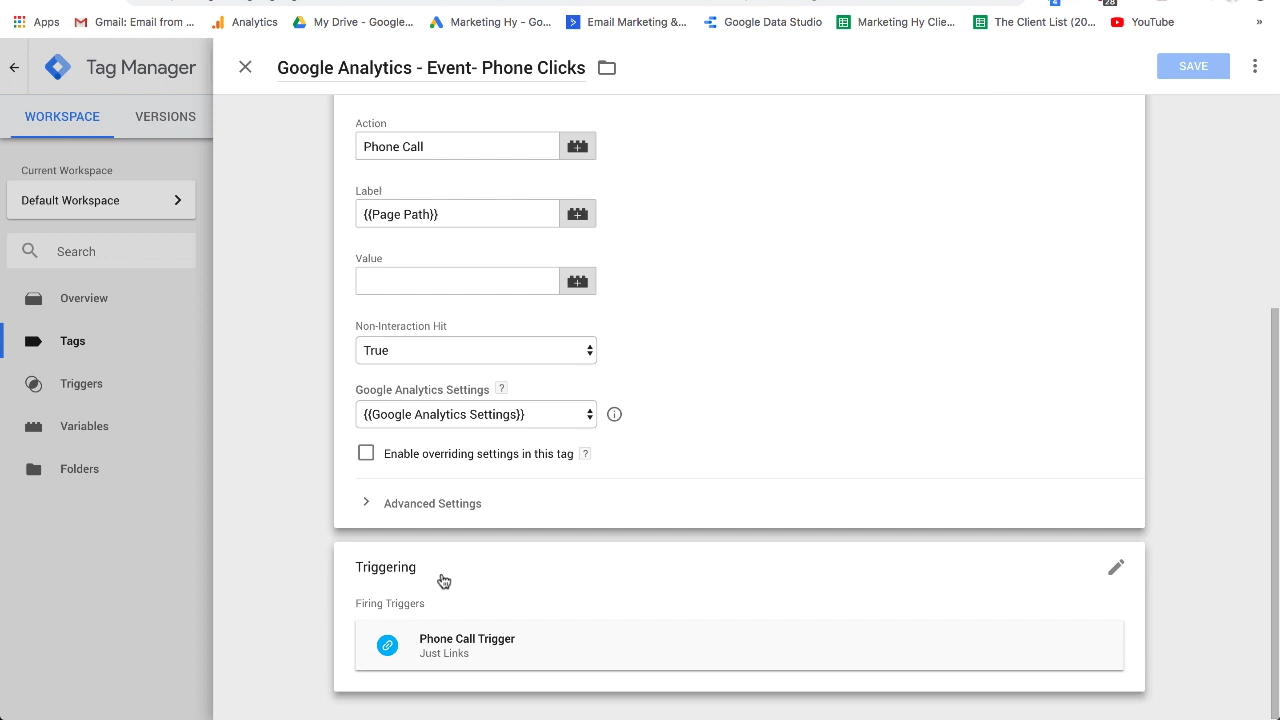 Apps
Gmail: Email from ...
Analytics
My Drive - Google...
Marketing Hy - Go...
Email Marketing &...
Google Data Studio
Marketing Hy Clie...
The Client List (20...
YouTube
»
Tag Manager
Google Analytics - Event- Phone Clicks
SAVE
WORKSPACE
VERSIONS
Current Workspace
Default Workspace
Search
Overview
Tags
Triggers
Variables
Folders
Action
Phone Call
Label
{{Page Path}}
Value
Non-Interaction Hit
True
Google Analytics Settings ?
{{Google Analytics Settings}}
Enable overriding settings in this tag ?
Advanced Settings
Triggering
Firing Triggers
Phone Call Trigger
Just Links